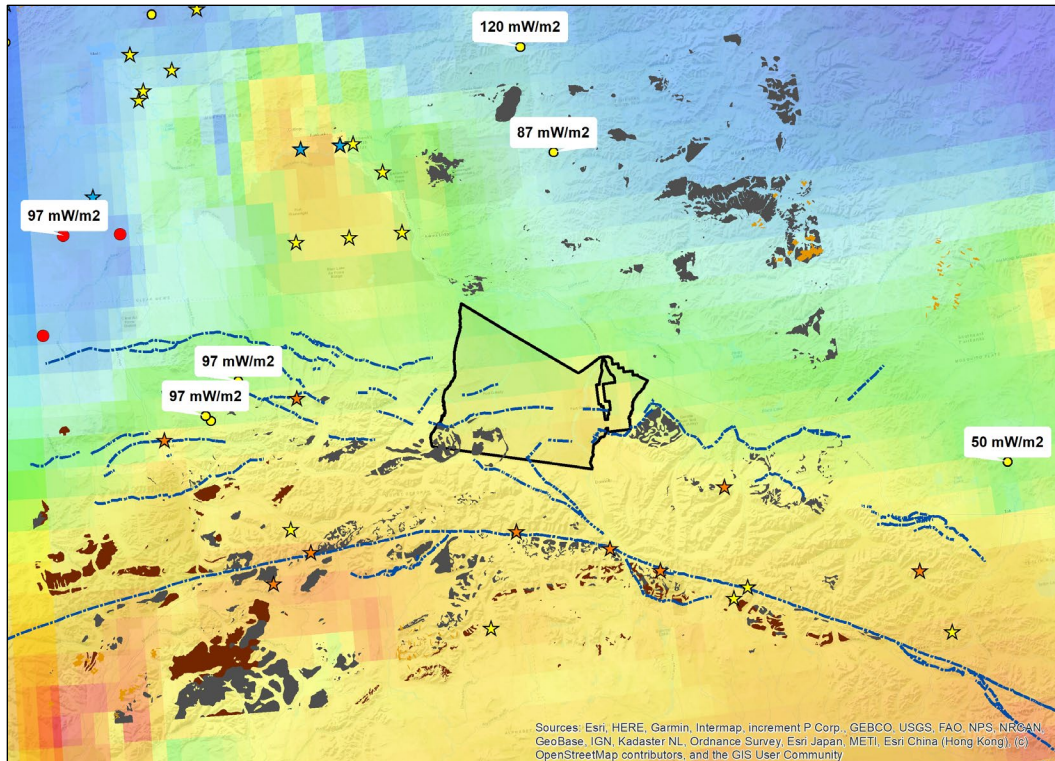 120 mW/m2
87 mW/m2
97 mW/m2
97 mW/m2
97 mW/m2
50 mW/m2
Sources: Esri, HERE, Garmin, Intermap, increment P Corp., GEBCO, USGS, FAO, NPS, NRCAN,
GeoBase, IGN, Kadaster NL, Ordnance Survey, Esri Japan, METI, Esri China (Hong Kong), (c)
OpenStreetMap contributors, and the GIS User Community